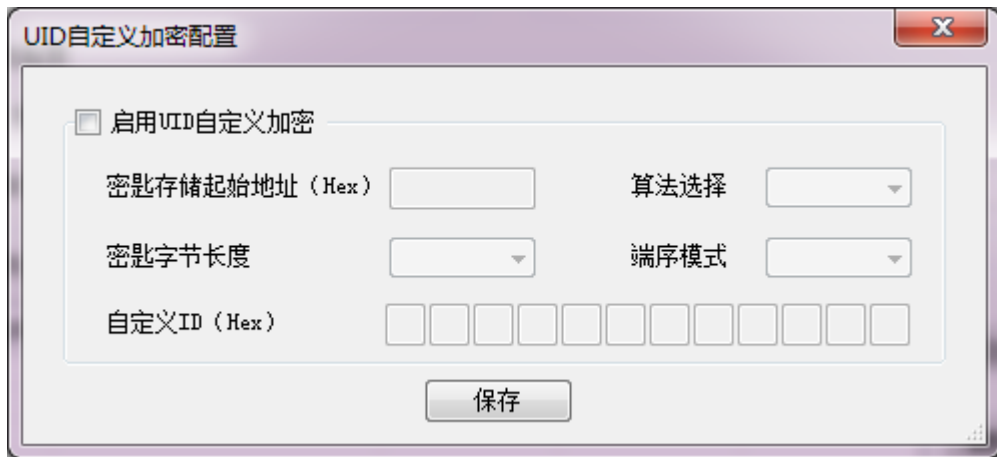 UID自定义加密配置
启用UID自定义加密
密匙存储起始地址（Hex） 算法选择
密匙字节长度 端序模式
自定义ID（Hex）
保存